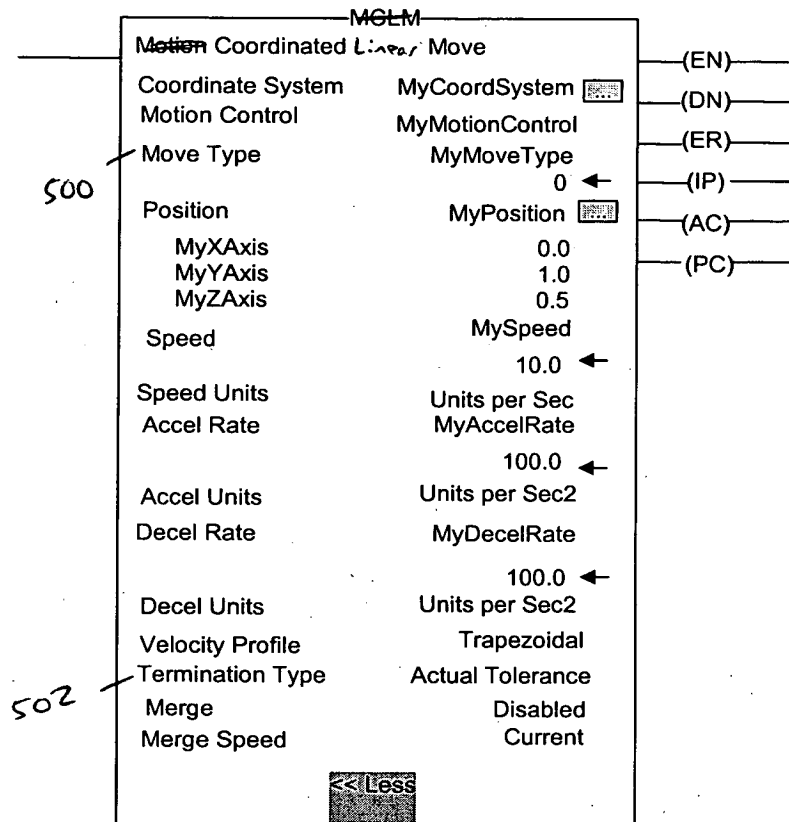 MCLM
Motion Coordinated Linear Move
(EN)
Coordinate System MyCoordSystem ...
(DN)
Motion Control MyMotionControl
(ER)
500 Move Type MyMoveType
0 (IP)
Position MyPosition ...
(AC)
MyXAxis 0.0
(PC)
MyYAxis 1.0
MyZAxis 0.5
Speed MySpeed
10.0
Speed Units Units per Sec
Accel Rate MyAccelRate
100.0
Accel Units Units per Sec2
Decel Rate MyDecelRate
100.0
Decel Units Units per Sec2
Velocity Profile Trapezoidal
502 Termination Type Actual Tolerance
Merge Disabled
Merge Speed Current
<< Less